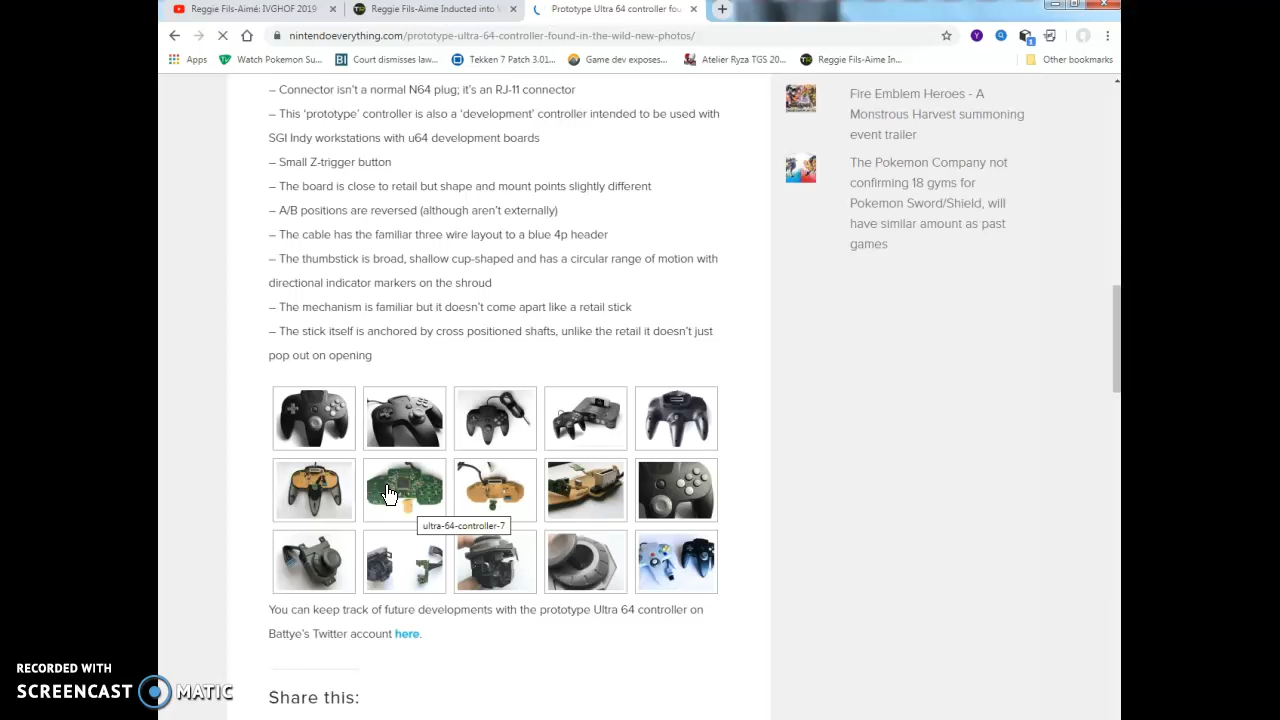 Reggie Fils-Aimé: IVGHOF 2019
Reggie Fils-Aime Inducted into
Prototype Ultra 64 controller fou
nintendoeverything.com/prototype-ultra-64-controller-found-in-the-wild-new-photos/
Apps
Watch Pokemon Su...
Court dismisses law...
Tekken 7 Patch 3.01...
Game dev exposes...
Atelier Ryza TGS 20...
Reggie Fils-Aime In...
Other bookmarks
– Connector isn't a normal N64 plug; it's an RJ-11 connector
– This 'prototype' controller is also a 'development' controller intended to be used with
SGI Indy workstations with u64 development boards
– Small Z-trigger button
– The board is close to retail but shape and mount points slightly different
– A/B positions are reversed (although aren't externally)
– The cable has the familiar three wire layout to a blue 4p header
– The thumbstick is broad, shallow cup-shaped and has a circular range of motion with
directional indicator markers on the shroud
– The mechanism is familiar but it doesn't come apart like a retail stick
– The stick itself is anchored by cross positioned shafts, unlike the retail it doesn't just
pop out on opening
ultra-64-controller-7
You can keep track of future developments with the prototype Ultra 64 controller on
Battye's Twitter account here.
Share this:
Fire Emblem Heroes - A
Monstrous Harvest summoning
event trailer
The Pokemon Company not
confirming 18 gyms for
Pokemon Sword/Shield, will
have similar amount as past
games
RECORDED WITH
SCREENCAST MATIC